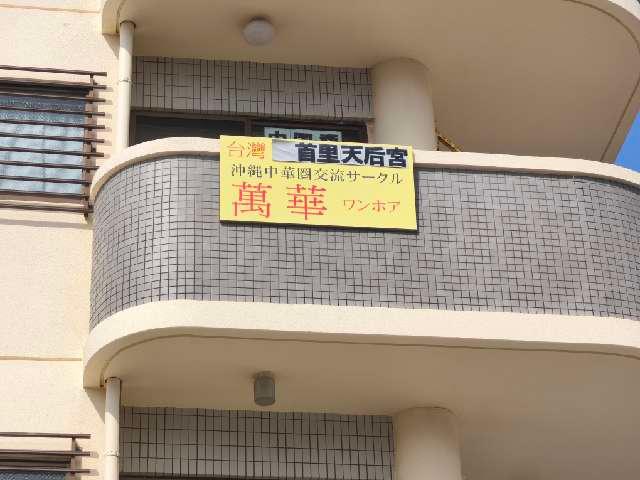 台湾 首里天后宮
沖縄中華圏交流サークル
萬華 ワンホア